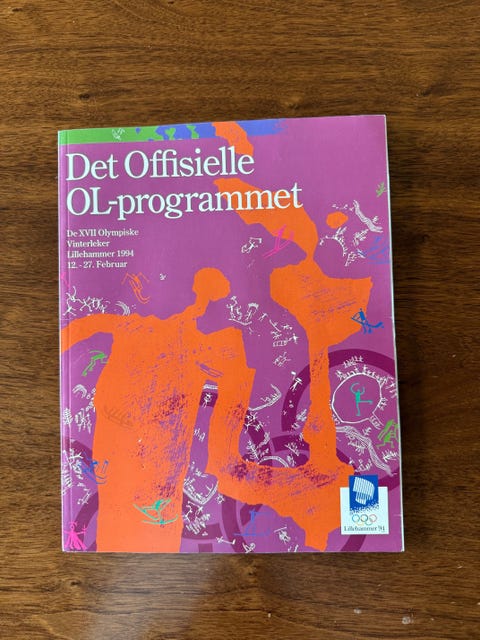 Det Offisielle
OL-programmet
De XVII Olympiske
Vinterleker
Lillehammer 1994
12.-27. Februar
Lillehammer '94